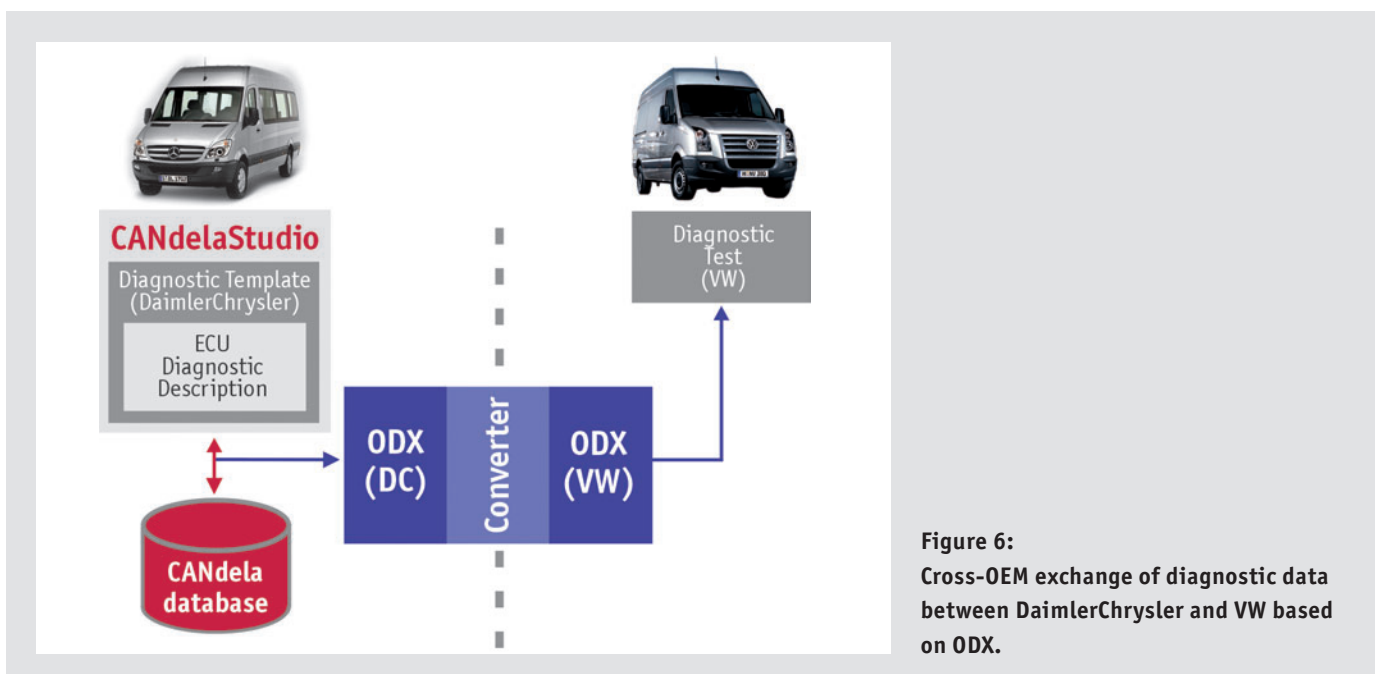 CANdelaStudio
Diagnostic Template
(DaimlerChrysler)
ECU
Diagnostic
Description
CANdela
database
ODX
(DC)
Converter
ODX
(VW)
Diagnostic
Test
(VW)
Figure 6:
Cross-OEM exchange of diagnostic data
between DaimlerChrysler and VW based
on ODX.